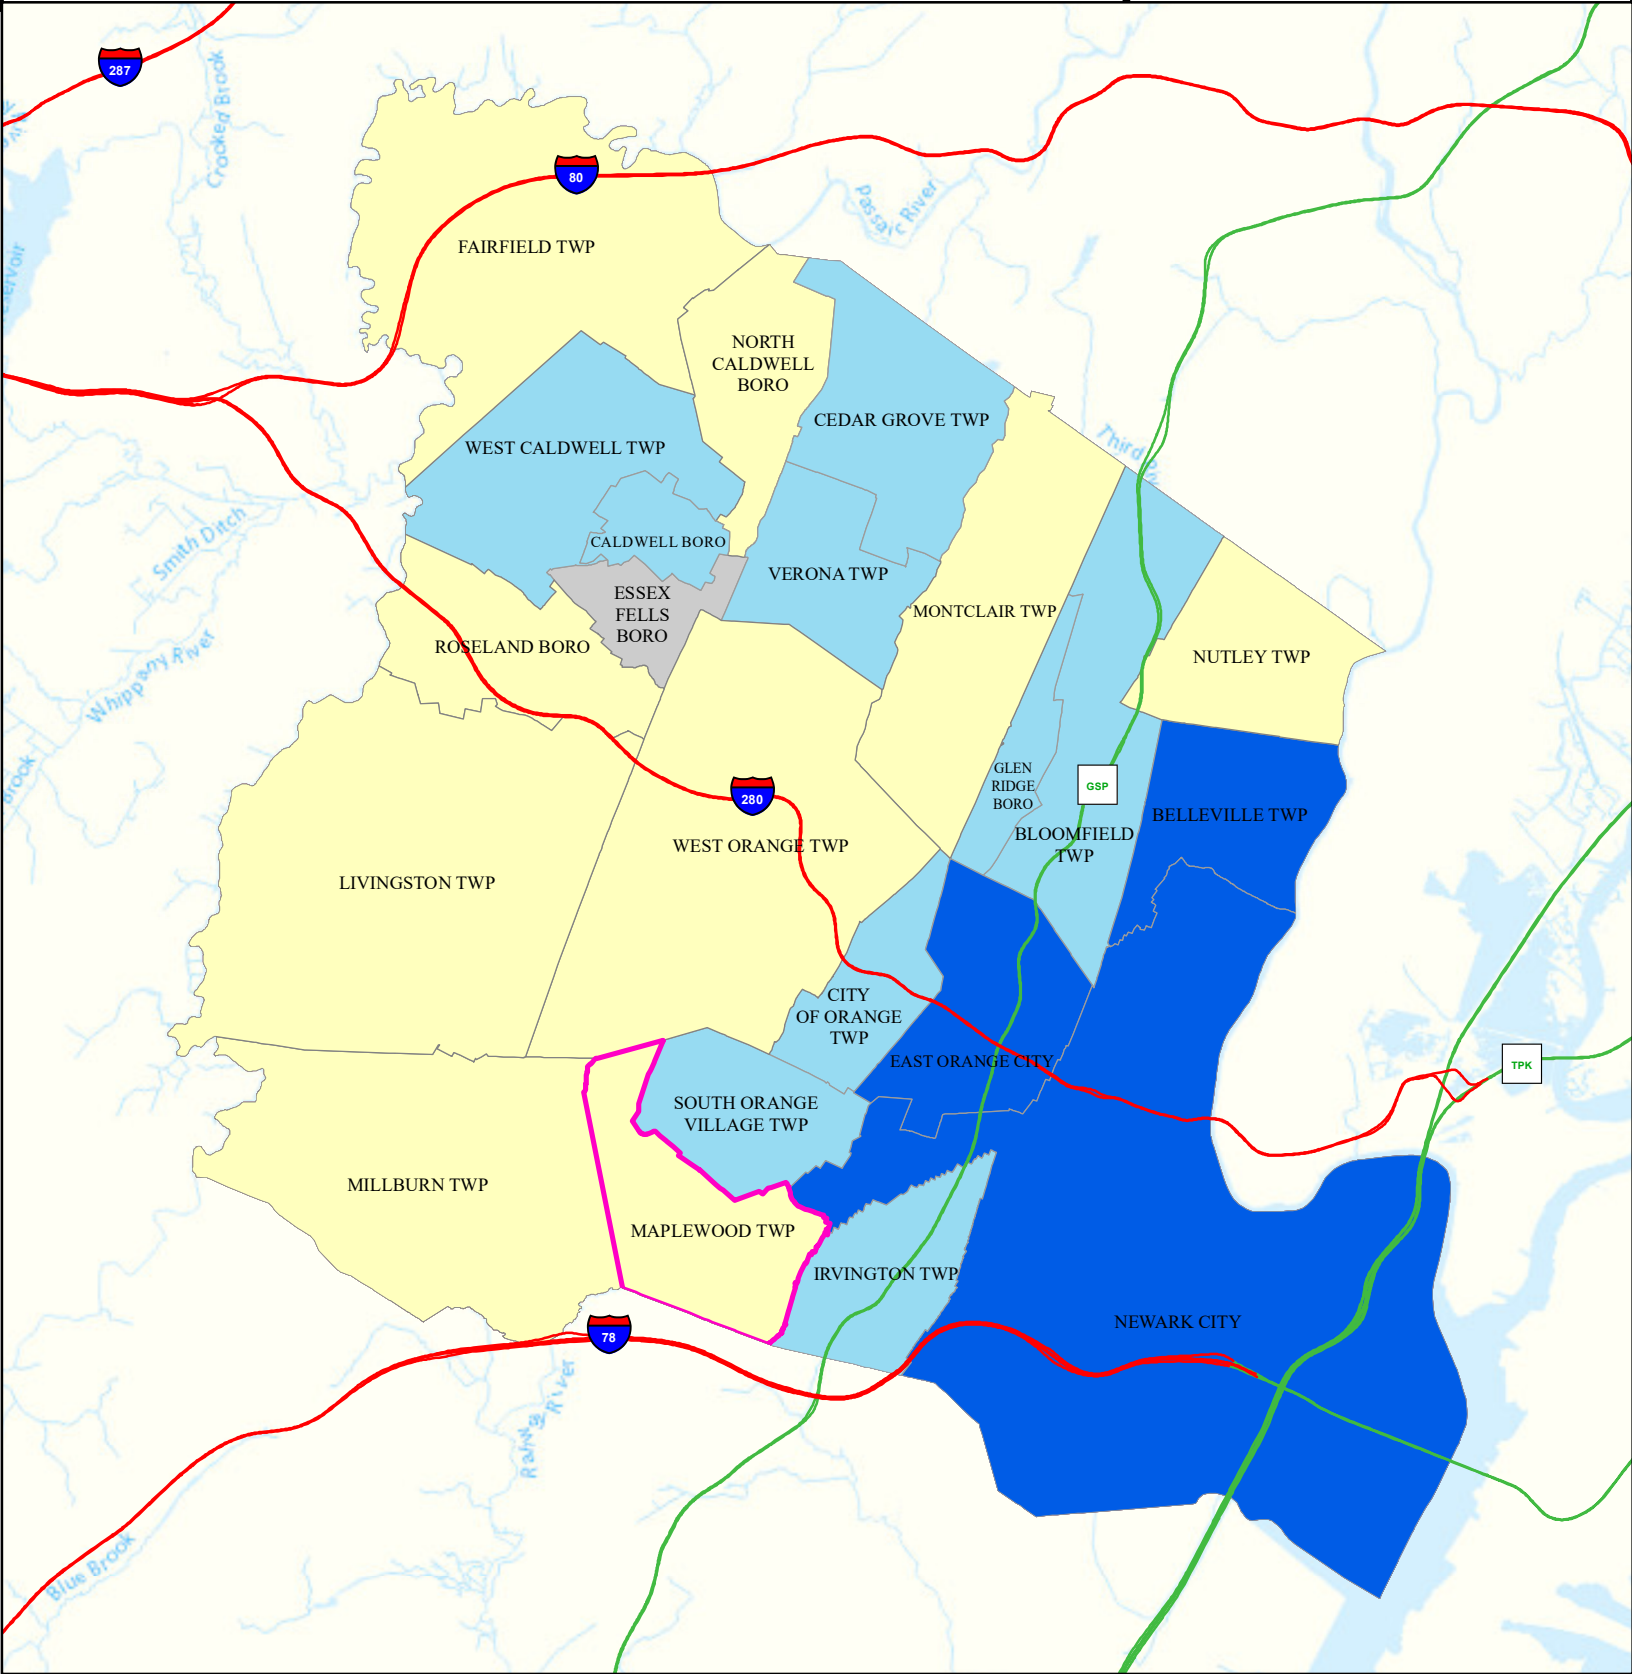 287
Crooked Brook
80
Passaic River
FAIRFIELD TWP
NORTH
CALDWELL
BORO
CEDAR GROVE TWP
Third
WEST CALDWELL TWP
Smith Ditch
CALDWELL BORO
VERONA TWP
ESSEX
FELLS
BORO
MONTCLAIR TWP
ROSELAND BORO
NUTLEY TWP
Whippany River
Brook
GLEN
RIDGE
BORO
GSP
280
BELLEVILLE TWP
BLOOMFIELD
TWP
WEST ORANGE TWP
LIVINGSTON TWP
CITY
OF ORANGE
TWP
EAST ORANGE CITY
TPK
SOUTH ORANGE
VILLAGE TWP
MILLBURN TWP
MAPLEWOOD TWP
IRVINGTON TWP
NEWARK CITY
78
River
Blue Brook